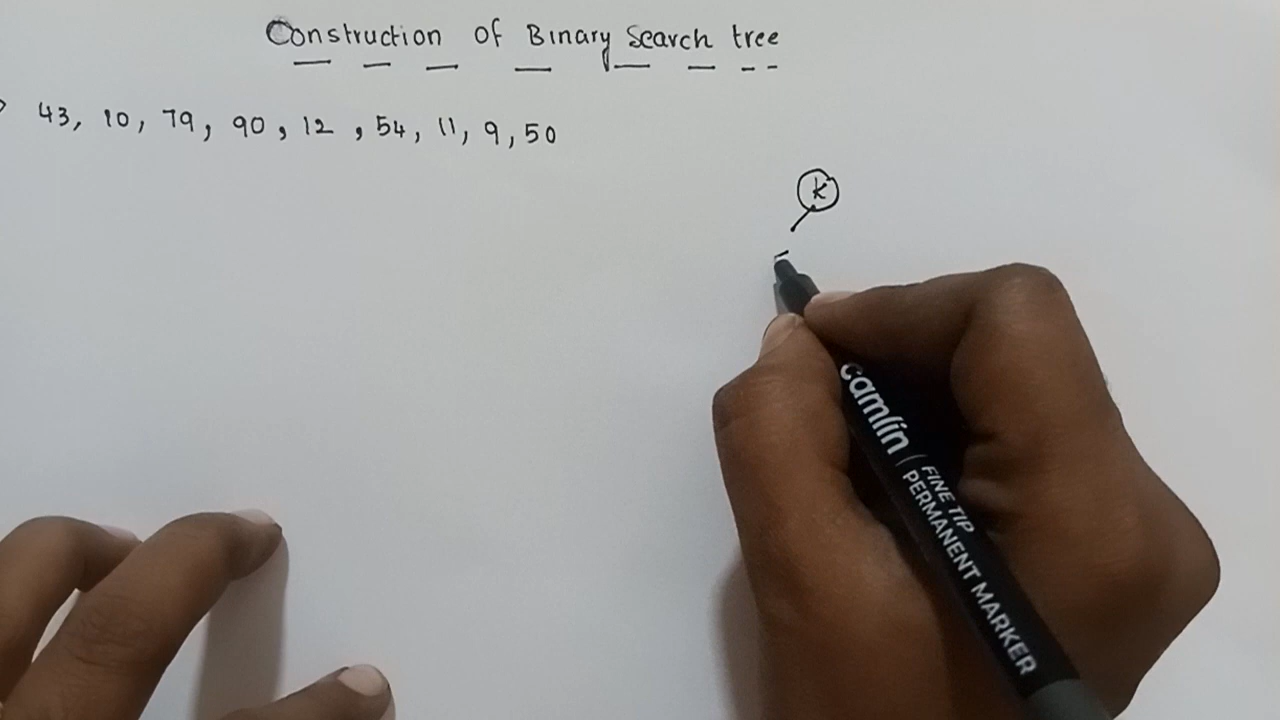 Construction of Binary Search tree
43, 10, 79, 90, 12, 54, 11, 9, 50
K
camlin FINE TIP
PERMANENT MARKER